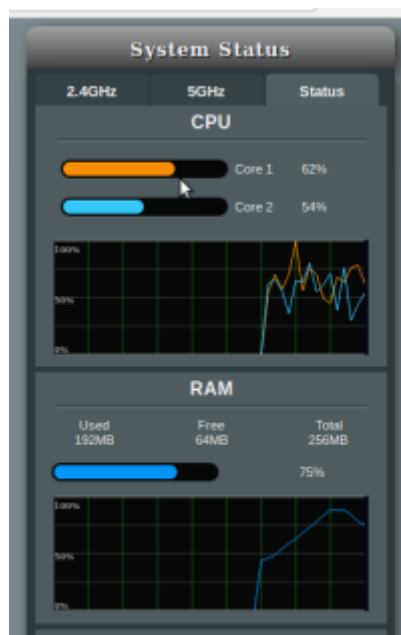 System Status
2.4GHz 5GHz Status
CPU
Core 1 62%
Core 2 54%
100%
50%
0%
RAM
Used Free Total
192MB 64MB 256MB
75%
100%
50%
0%